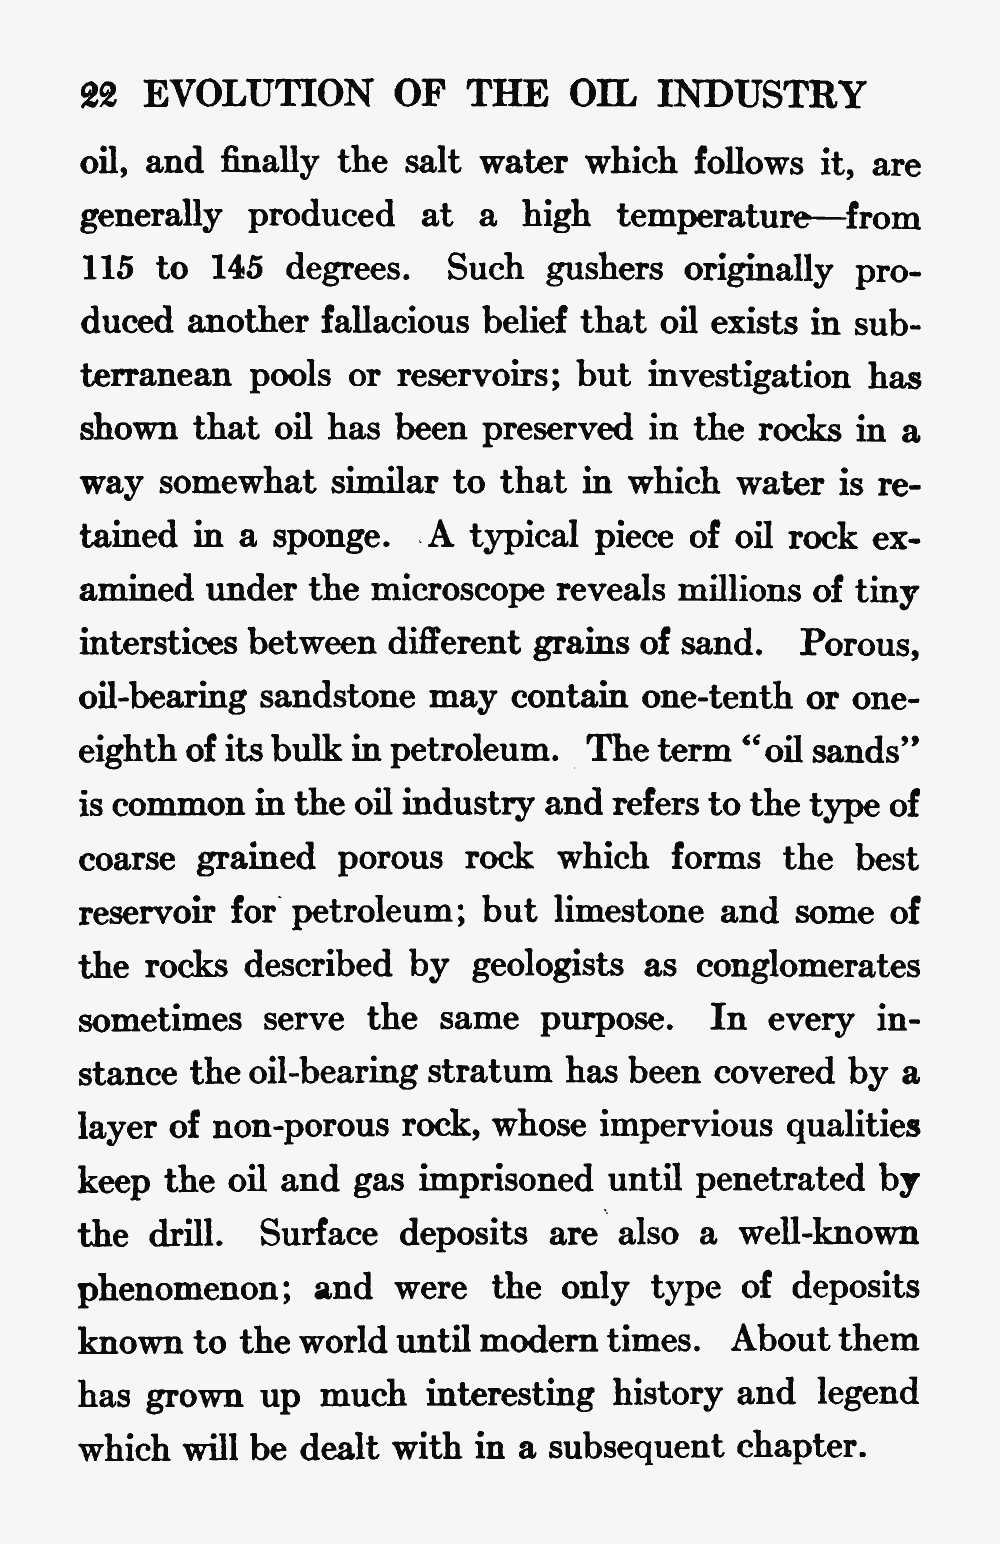 22 EVOLUTION OF THE OIL INDUSTRY
oil, and finally the salt water which follows it, are
generally produced at a high temperature—from
115 to 145 degrees. Such gushers originally pro-
duced another fallacious belief that oil exists in sub-
terranean pools or reservoirs; but investigation has
shown that oil has been preserved in the rocks in a
way somewhat similar to that in which water is re-
tained in a sponge. A typical piece of oil rock ex-
amined under the microscope reveals millions of tiny
interstices between different grains of sand. Porous,
oil-bearing sandstone may contain one-tenth or one-
eighth of its bulk in petroleum. The term “oil sands”
is common in the oil industry and refers to the type of
coarse grained porous rock which forms the best
reservoir for petroleum; but limestone and some of
the rocks described by geologists as conglomerates
sometimes serve the same purpose. In every in-
stance the oil-bearing stratum has been covered by a
layer of non-porous rock, whose impervious qualities
keep the oil and gas imprisoned until penetrated by
the drill. Surface deposits are also a well-known
phenomenon; and were the only type of deposits
known to the world until modern times. About them
has grown up much interesting history and legend
which will be dealt with in a subsequent chapter.